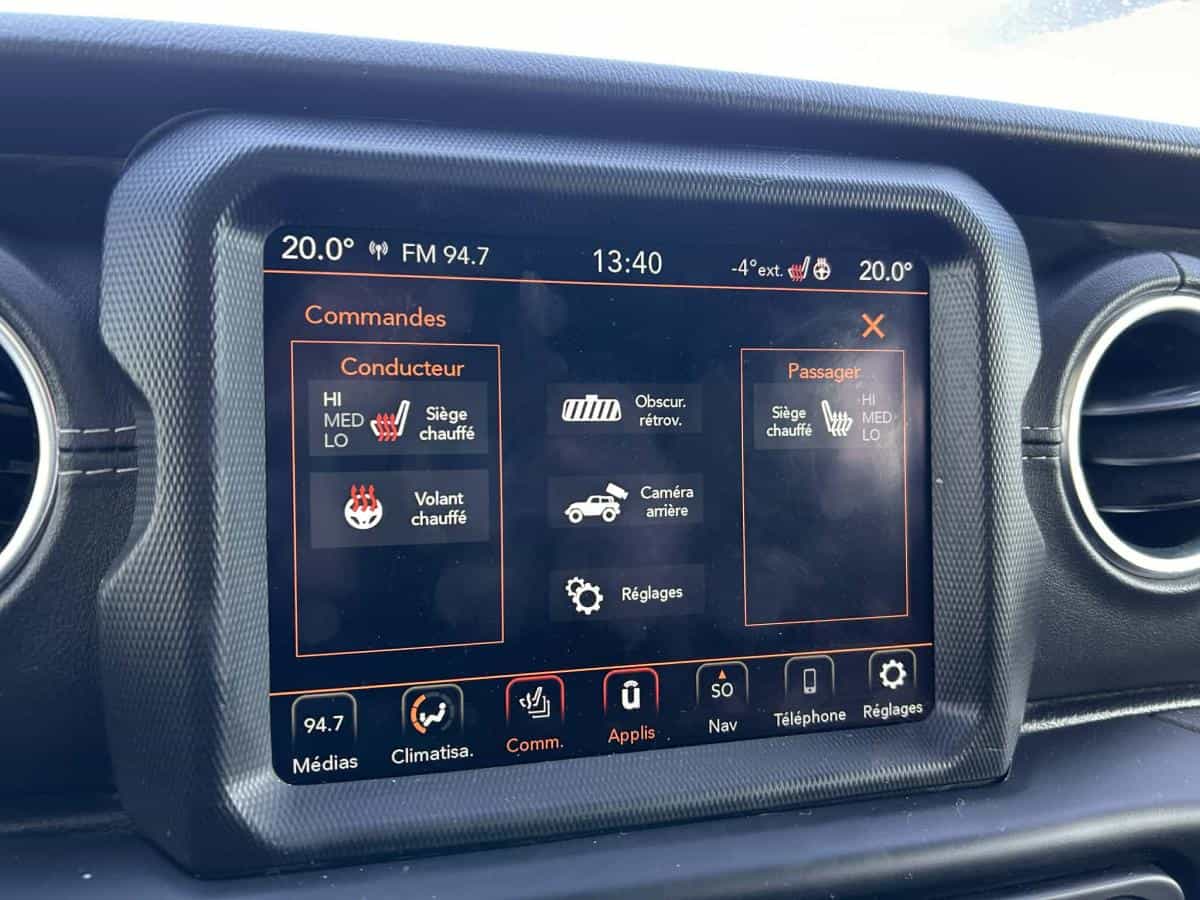 20.0° FM 94.7 13:40 -4°ext. 20.0°
Commandes
Conducteur
HI
MED
LO
Siège
chauffé
Volant
chauffé
Obscur.
rétrov.
Caméra
arrière
Réglages
Passager
Siège
chauffé
HI
MED
LO
94.7
Médias
Climatisa.
Comm.
Applis
SO
Nav
Téléphone
Réglages